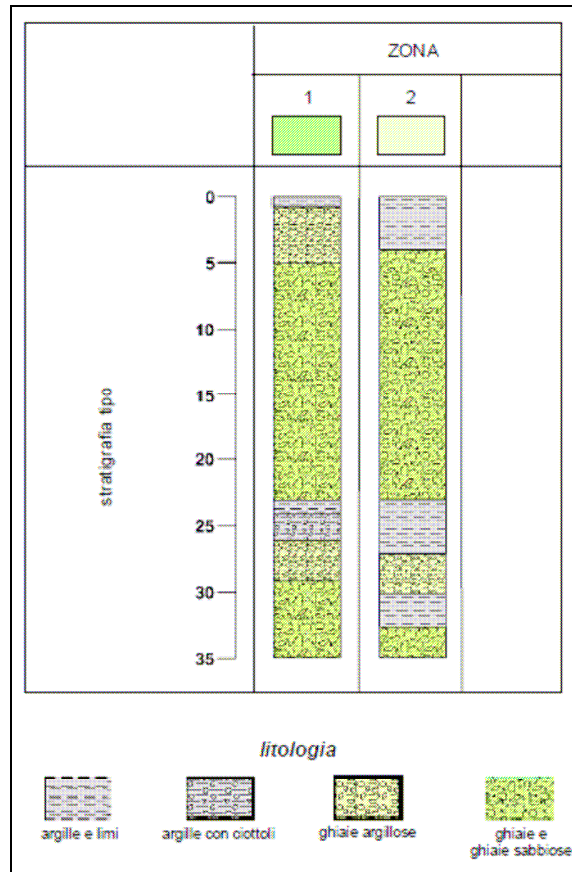 ZONA
1 2
0
5
10
15
20
25
30
35
stratigrafia tipo
litologia
argille e limi
argille con ciottoli
ghiaie argillose
ghiaie e
ghiaie sabbiose